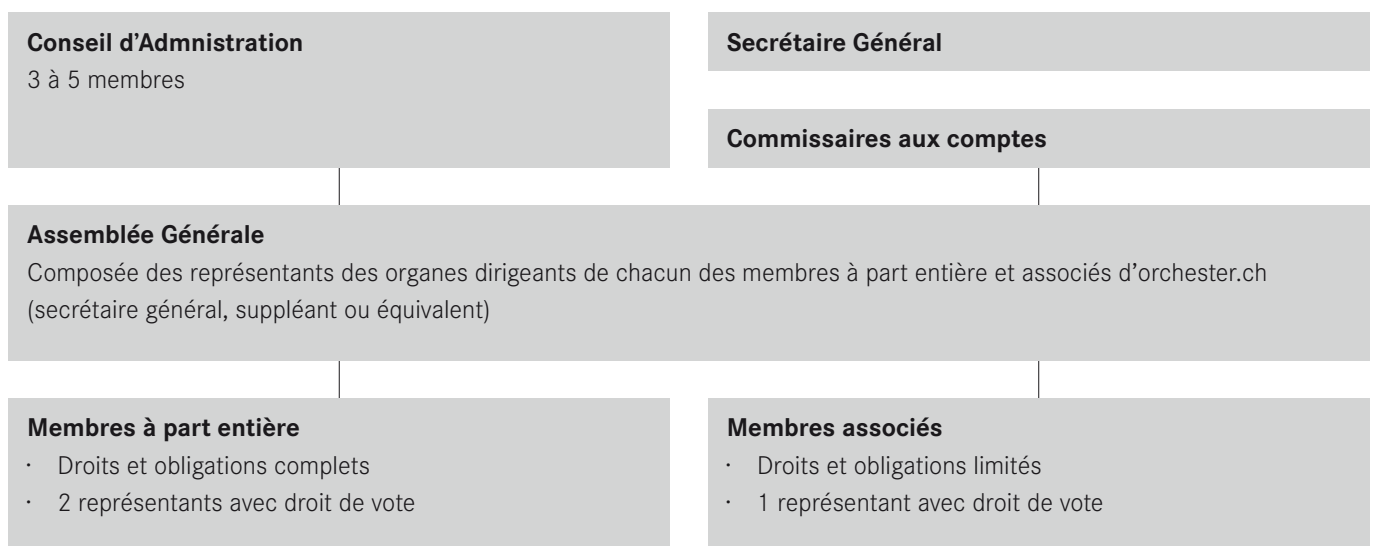 Conseil d’Admnistration
3 à 5 membres
Secrétaire Général
Commissaires aux comptes
Assemblée Générale
Composée des représentants des organes dirigeants de chacun des membres à part entière et associés d’orchester.ch
(secrétaire général, suppléant ou équivalent)
Membres à part entière
· Droits et obligations complets
· 2 représentants avec droit de vote
Membres associés
· Droits et obligations limités
· 1 représentant avec droit de vote